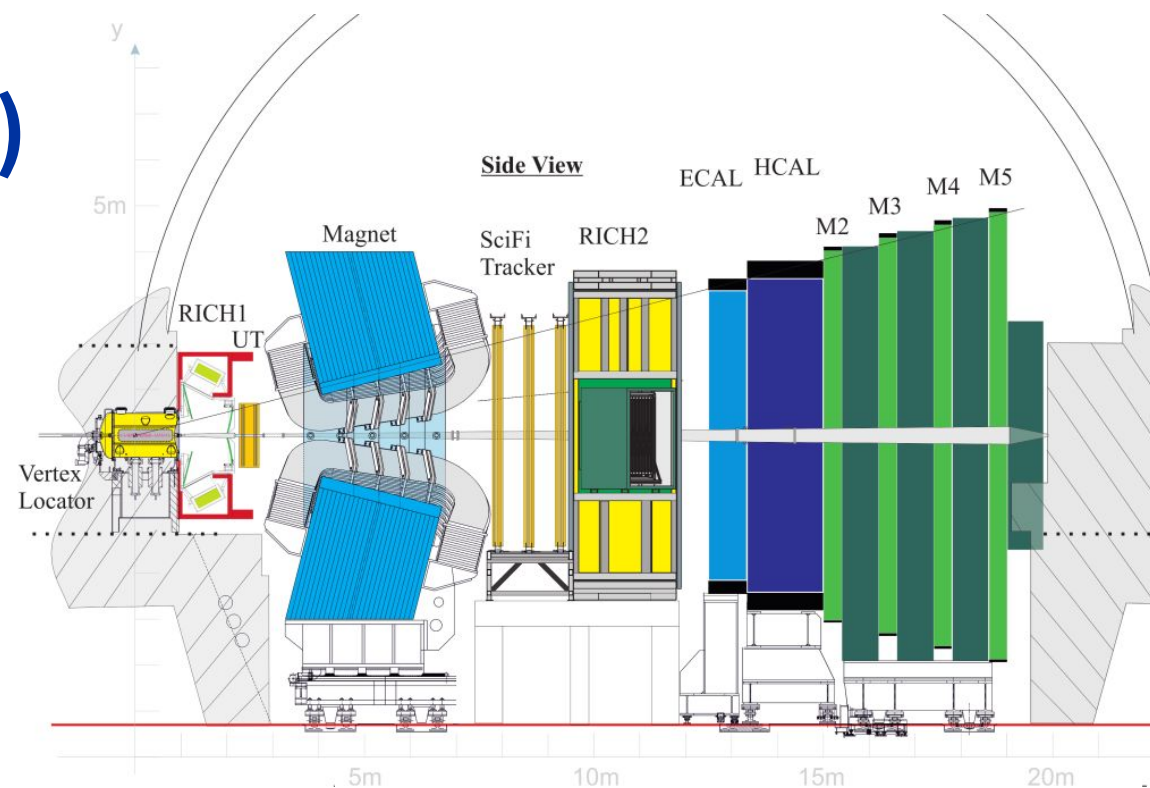 y
)
5m
Side View
ECAL
HCAL
M2
M3
M4
M5
Magnet
SciFi
Tracker
RICH2
RICH1
UT
Vertex
Locator
5m
10m
15m
20m